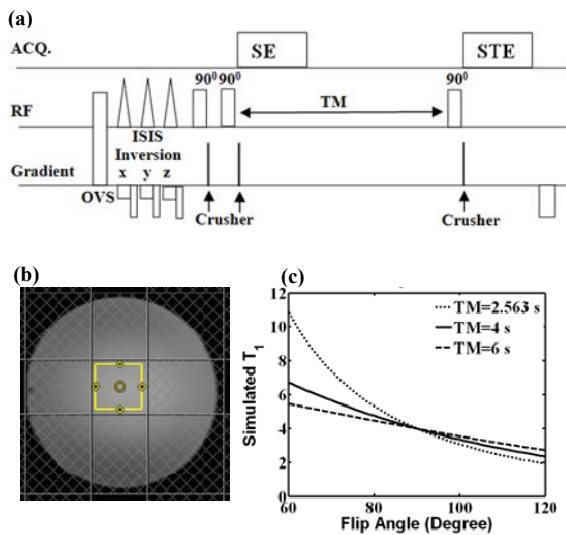 (a)
ACQ.
SE
STE
90⁰ 90⁰
90⁰
RF
TM
ISIS
Inversion
Gradient
x y z
OVS
Crusher
Crusher
(b)
(c)
12
10
8
6
4
2
0
Simulated T₁
TM=2.563 s
TM=4 s
TM=6 s
60 80 100 120
Flip Angle (Degree)